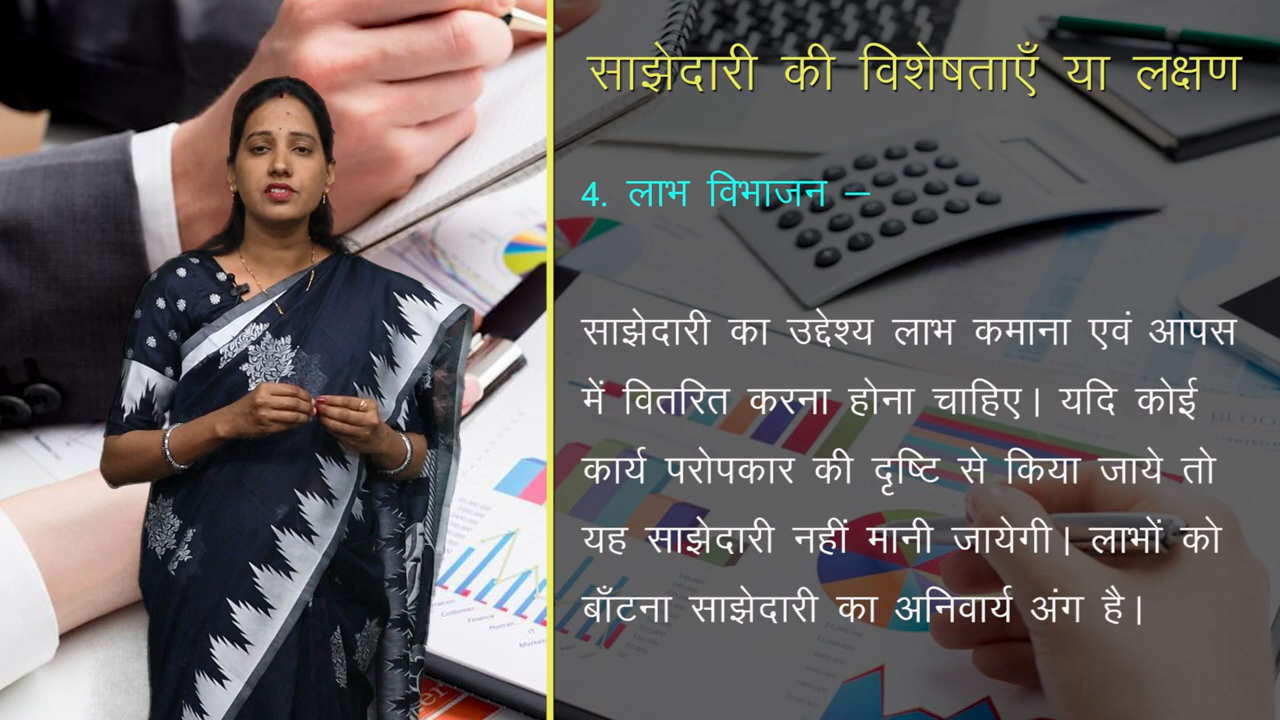 साझेदारी की विशेषताएँ या लक्षण
4. लाभ विभाजन –
साझेदारी का उद्देश्य लाभ कमाना एवं आपस
में वितरित करना होना चाहिए। यदि कोई
कार्य परोपकार की दृष्टि से किया जाये तो
यह साझेदारी नहीं मानी जायेगी। लाभों को
बाँटना साझेदारी का अनिवार्य अंग है।